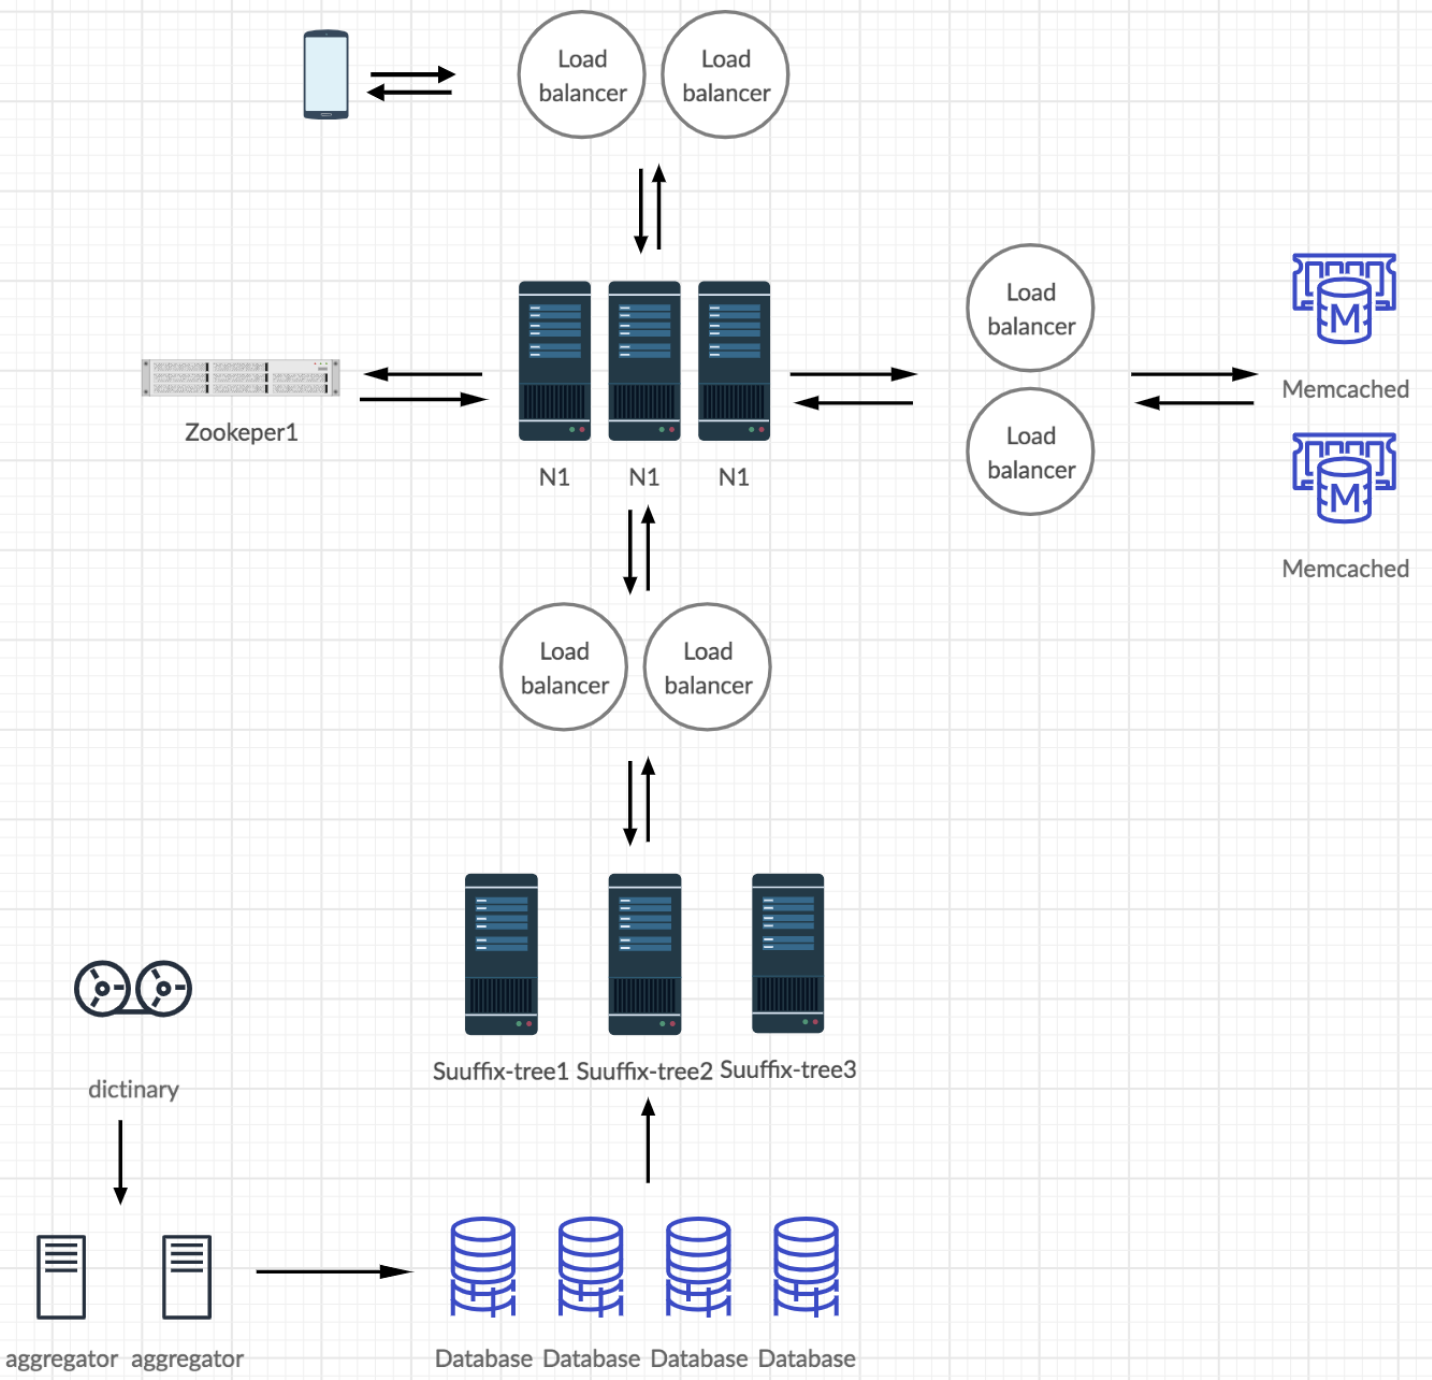 Load
balancer
Load
balancer
Load
balancer
Load
balancer
M
Memcached
M
Memcached
Zookeper1
N1 N1 N1
Load
balancer
Load
balancer
Suuffix-tree1 Suuffix-tree2 Suuffix-tree3
dictinary
aggregator aggregator
Database Database Database Database